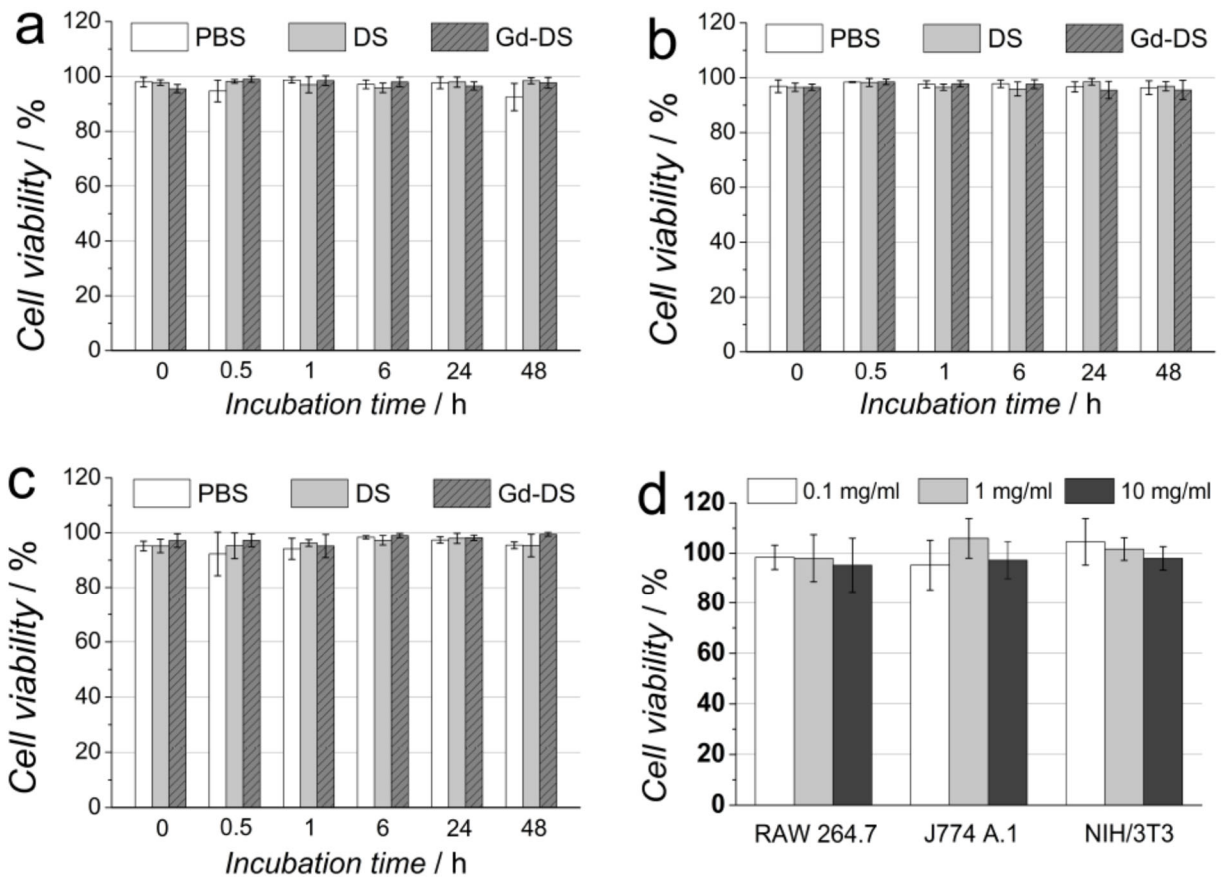 a
PBS DS Gd-DS
120
100
80
60
40
20
0
Cell viability / %
0 0.5 1 6 24 48
Incubation time / h
b
PBS DS Gd-DS
120
100
80
60
40
20
0
Cell viability / %
0 0.5 1 6 24 48
Incubation time / h
c
PBS DS Gd-DS
120
100
80
60
40
20
0
Cell viability / %
0 0.5 1 6 24 48
Incubation time / h
d
0.1 mg/ml 1 mg/ml 10 mg/ml
120
100
80
60
40
20
0
Cell viability / %
RAW 264.7 J774 A.1 NIH/3T3